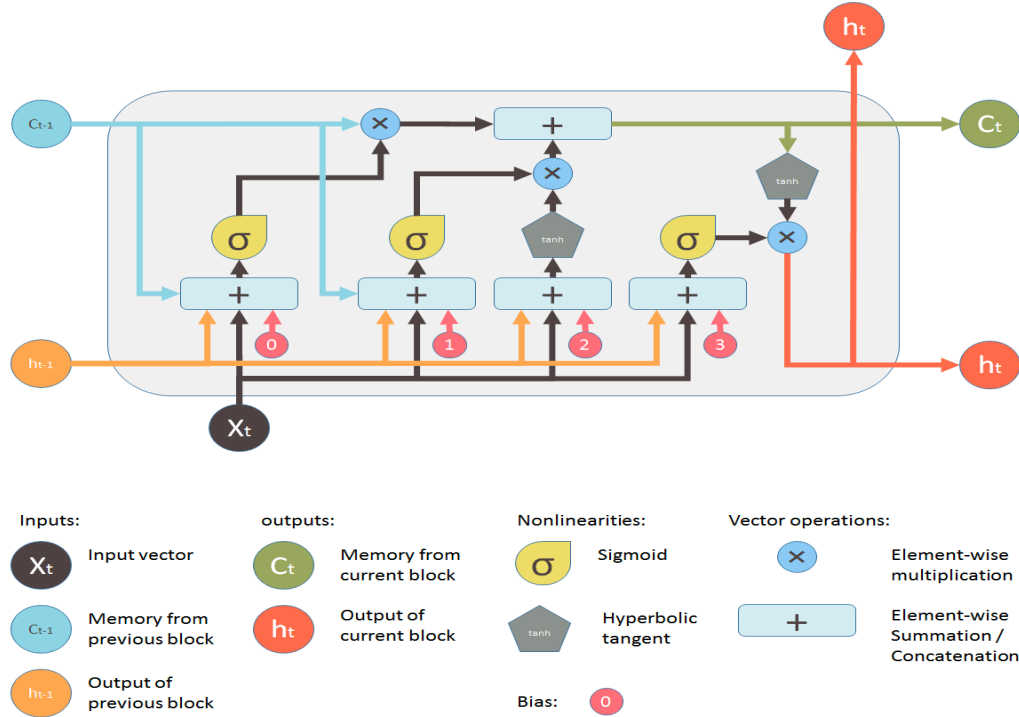 ht
Ct-1
×
+
Ct
×
tanh
σ
σ
tanh
σ
×
+
+
+
+
0
1
2
3
ht-1
ht
Xt
Inputs:
outputs:
Nonlinearities:
Vector operations:
Xt
Input vector
Ct
Memory from
current block
σ
Sigmoid
×
Element-wise
multiplication
Ct-1
Memory from
previous block
ht
Output of
current block
tanh
Hyperbolic
tangent
+
Element-wise
Summation /
Concatenation
ht-1
Output of
previous block
Bias:
0